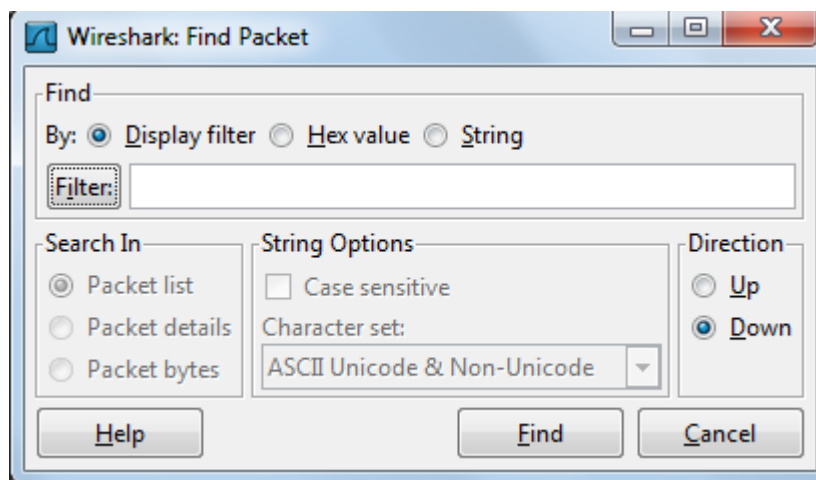 Wireshark: Find Packet
Find
By: Display filter Hex value String
Filter:
Search In
Packet list
Packet details
Packet bytes
String Options
Case sensitive
Character set:
ASCII Unicode & Non-Unicode
Direction
Up
Down
Help Find Cancel